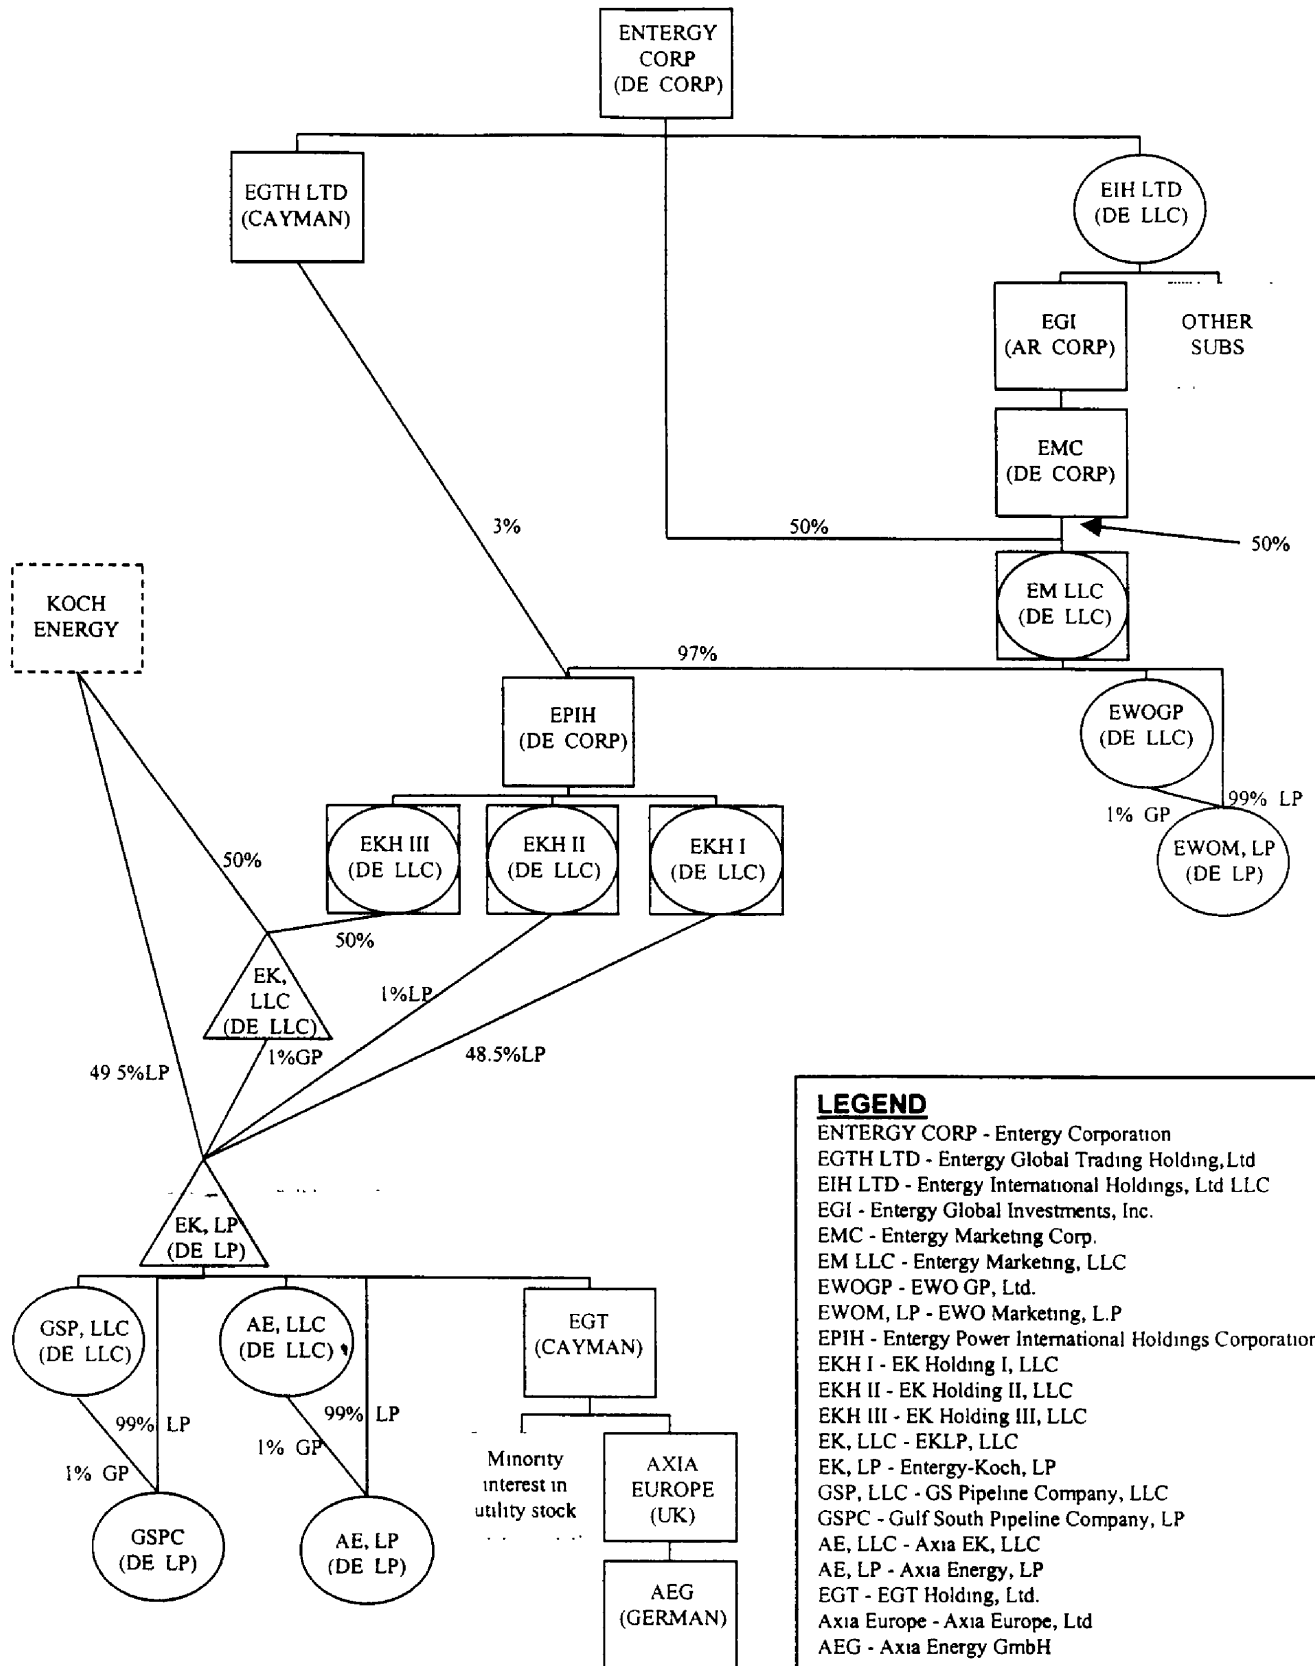 ENTERGY
CORP
(DE CORP)
EGTH LTD
(CAYMAN)
EIH LTD
(DE LLC)
EGI
(AR CORP)
OTHER
SUBS
EMC
(DE CORP)
3%
50%
50%
KOCH
ENERGY
EM LLC
(DE LLC)
97%
EPIH
(DE CORP)
EWOGP
(DE LLC)
1% GP
99% LP
EWOM, LP
(DE LP)
EKH III
(DE LLC)
EKH II
(DE LLC)
EKH I
(DE LLC)
50%
50%
EK,
LLC
(DE LLC)
1%LP
1%GP
48.5%LP
49 5%LP
EK, LP
(DE LP)
GSP, LLC
(DE LLC)
AE, LLC
(DE LLC)
EGT
(CAYMAN)
99% LP
1% GP
99% LP
1% GP
Minority
interest in
utility stock
AXIA
EUROPE
(UK)
GSPC
(DE LP)
AE, LP
(DE LP)
AEG
(GERMAN)
LEGEND
ENTERGY CORP - Entergy Corporation
EGTH LTD - Entergy Global Trading Holding,Ltd
EIH LTD - Entergy International Holdings, Ltd LLC
EGI - Entergy Global Investments, Inc.
EMC - Entergy Marketing Corp.
EM LLC - Entergy Marketing, LLC
EWOGP - EWO GP, Ltd.
EWOM, LP - EWO Marketing, L.P
EPIH - Entergy Power International Holdings Corporation
EKH I - EK Holding I, LLC
EKH II - EK Holding II, LLC
EKH III - EK Holding III, LLC
EK, LLC - EKLP, LLC
EK, LP - Entergy-Koch, LP
GSP, LLC - GS Pipeline Company, LLC
GSPC - Gulf South Pipeline Company, LP
AE, LLC - Axia EK, LLC
AE, LP - Axia Energy, LP
EGT - EGT Holding, Ltd.
Axia Europe - Axia Europe, Ltd
AEG - Axia Energy GmbH